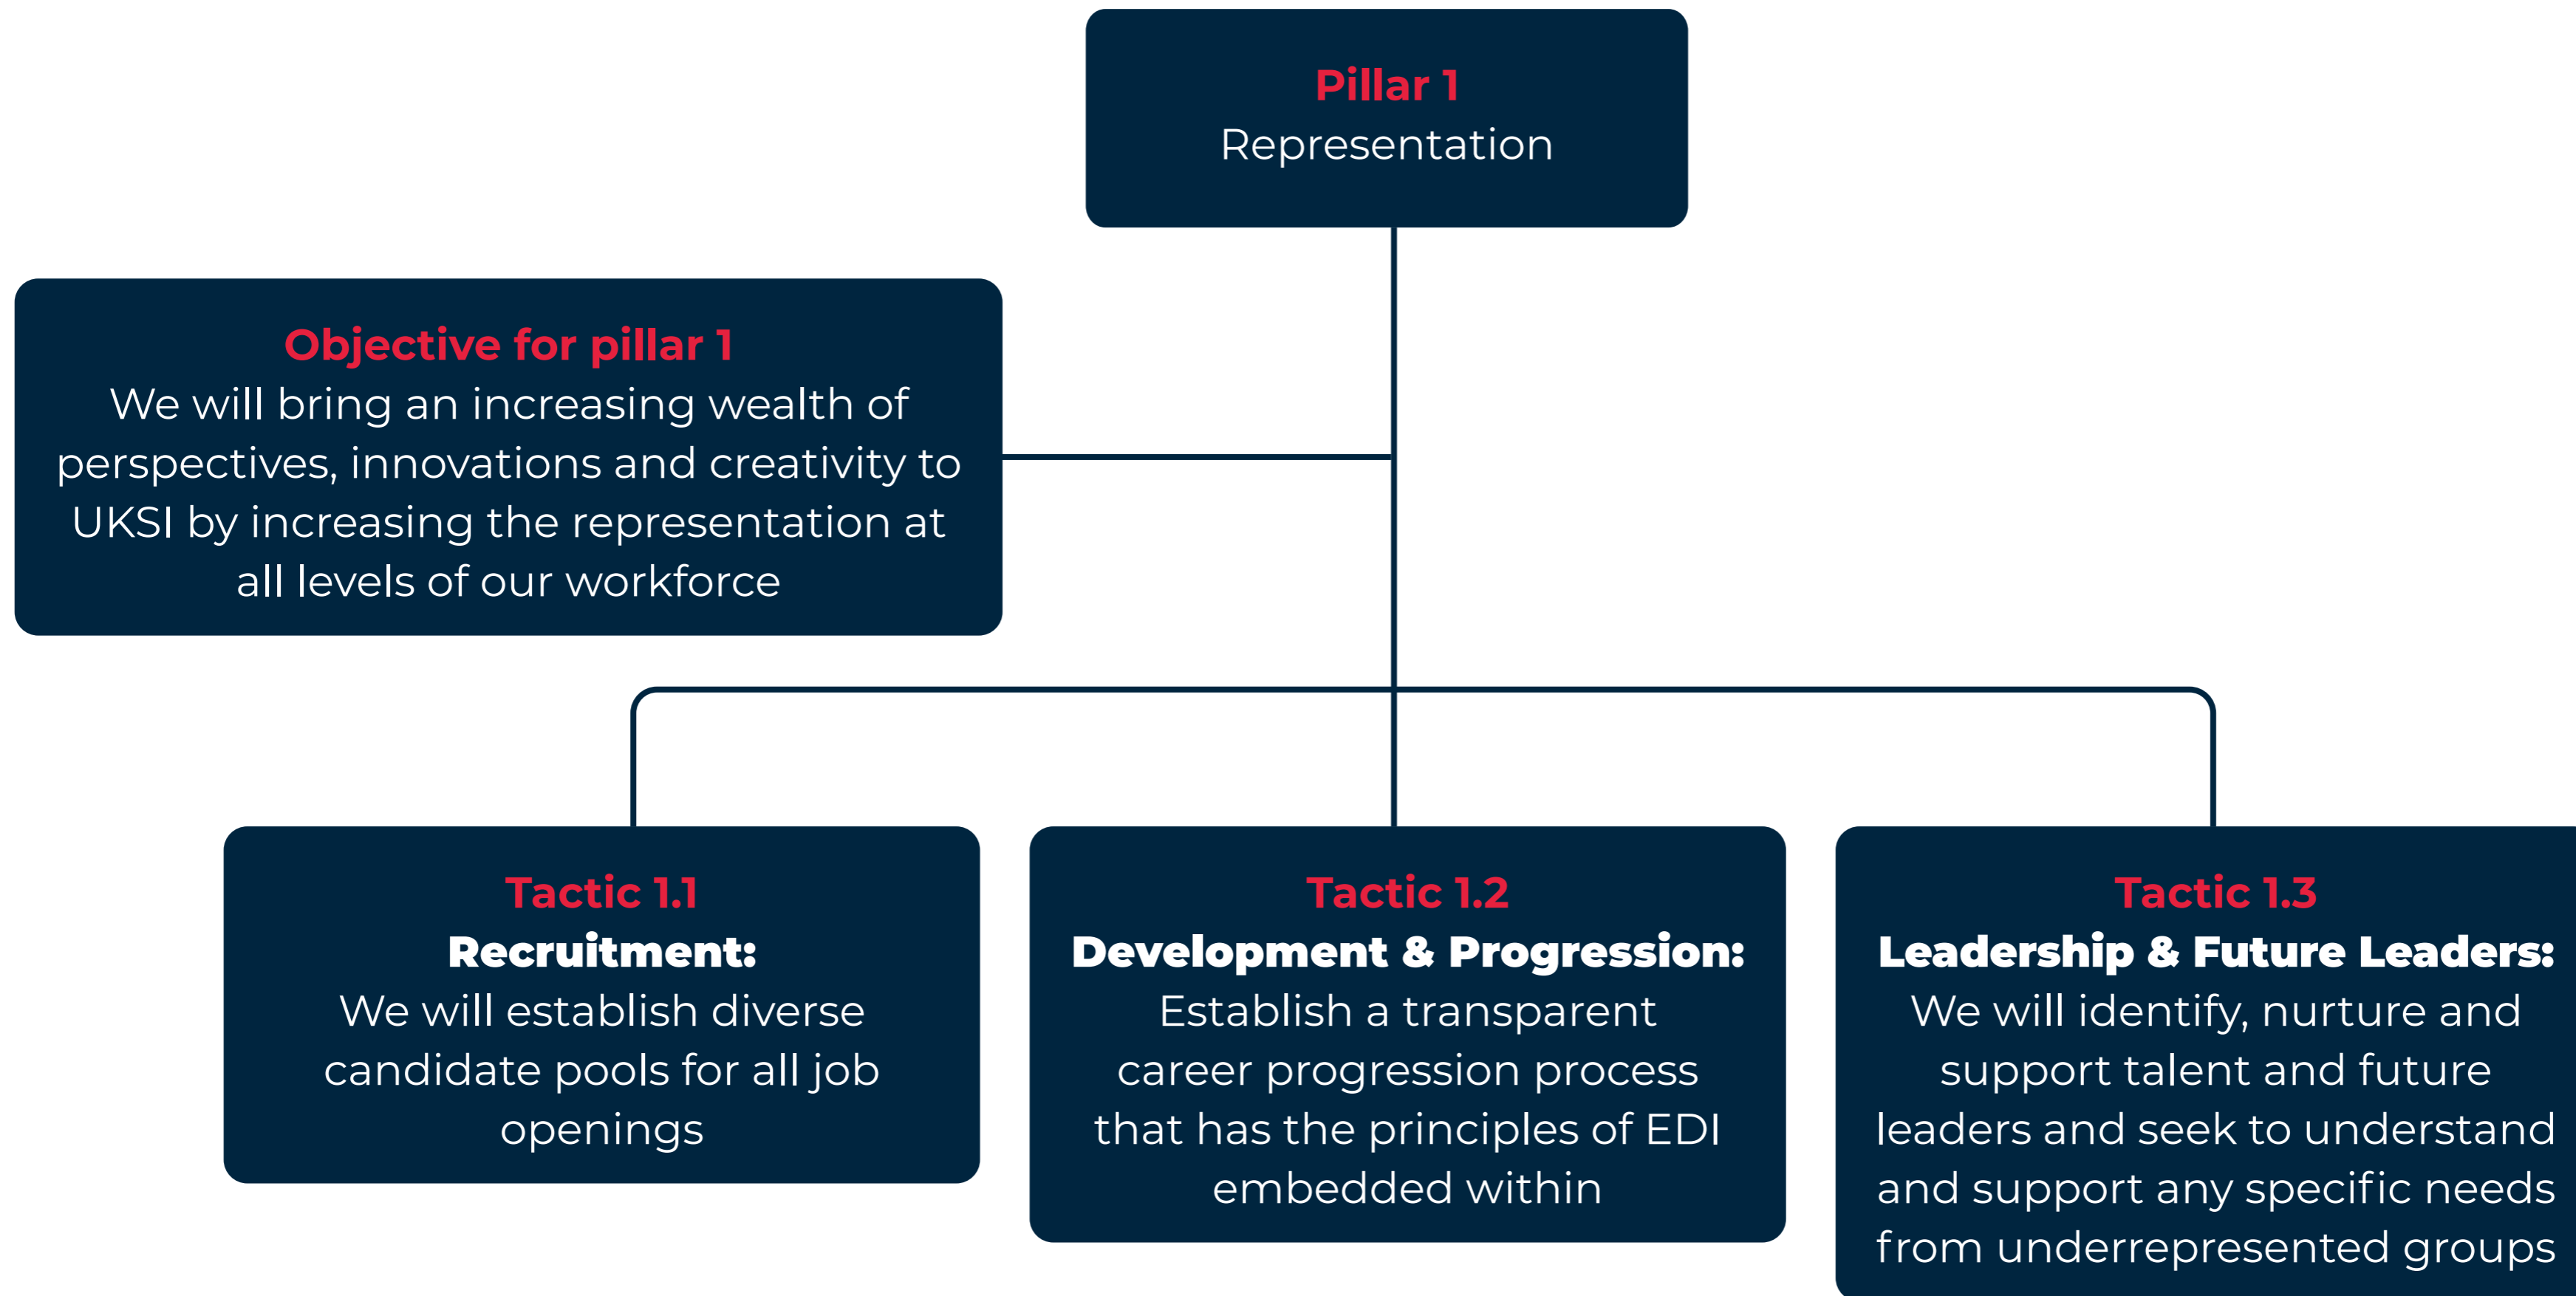 Pillar 1
Representation
Objective for pillar 1
We will bring an increasing wealth of
perspectives, innovations and creativity to
UKSI by increasing the representation at
all levels of our workforce
Tactic 1.1
Recruitment:
We will establish diverse
candidate pools for all job
openings
Tactic 1.2
Development & Progression:
Establish a transparent
career progression process
that has the principles of EDI
embedded within
Tactic 1.3
Leadership & Future Leaders:
We will identify, nurture and
support talent and future
leaders and seek to understand
and support any specific needs
from underrepresented groups